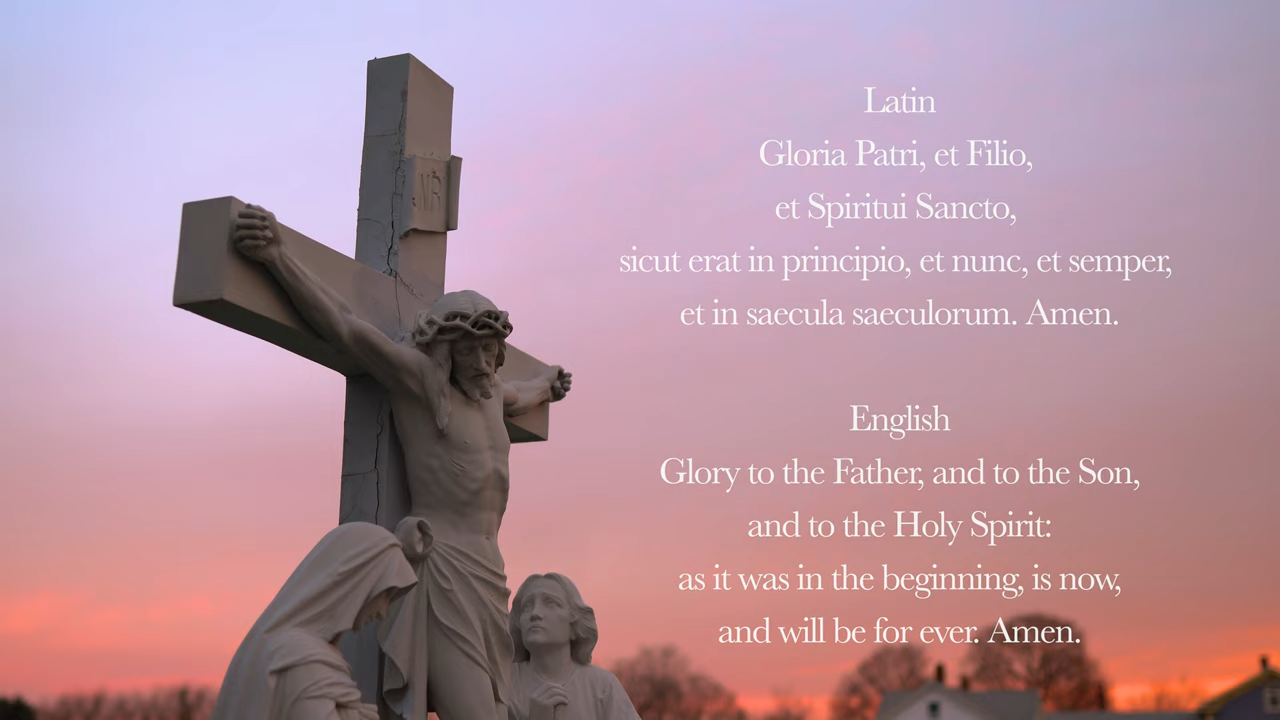 INRI
Latin
Gloria Patri, et Filio,
et Spiritui Sancto,
sicut erat in principio, et nunc, et semper,
et in saecula saeculorum. Amen.
English
Glory to the Father, and to the Son,
and to the Holy Spirit:
as it was in the beginning, is now,
and will be for ever. Amen.